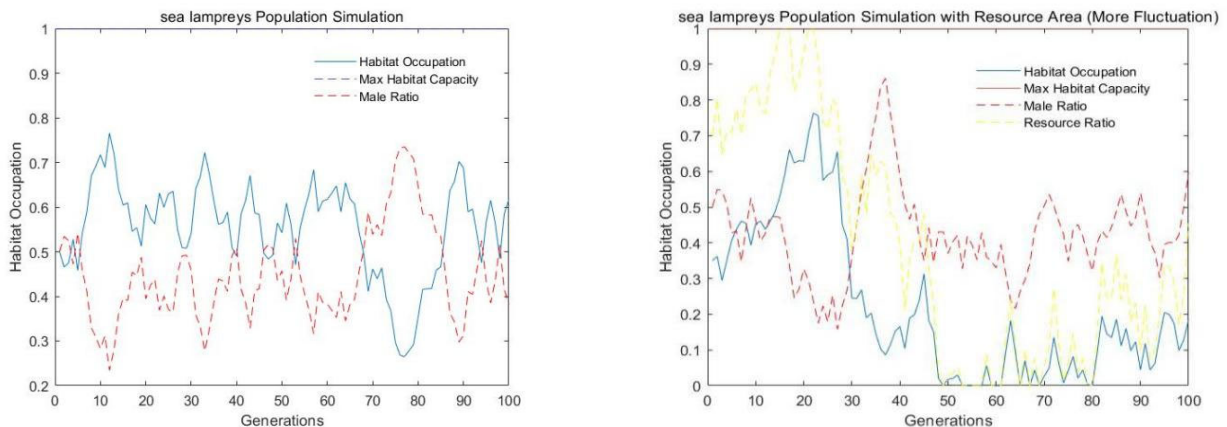 sea lampreys Population Simulation
1
0.9
0.8
0.7
0.6
0.5
0.4
0.3
0.2
Habitat Occupation
Habitat Occupation
Max Habitat Capacity
Male Ratio
0 10 20 30 40 50 60 70 80 90 100
Generations
sea lampreys Population Simulation with Resource Area (More Fluctuation)
1
0.9
0.8
0.7
0.6
0.5
0.4
0.3
0.2
0.1
0
Habitat Occupation
Habitat Occupation
Max Habitat Capacity
Male Ratio
Resource Ratio
0 10 20 30 40 50 60 70 80 90 100
Generations